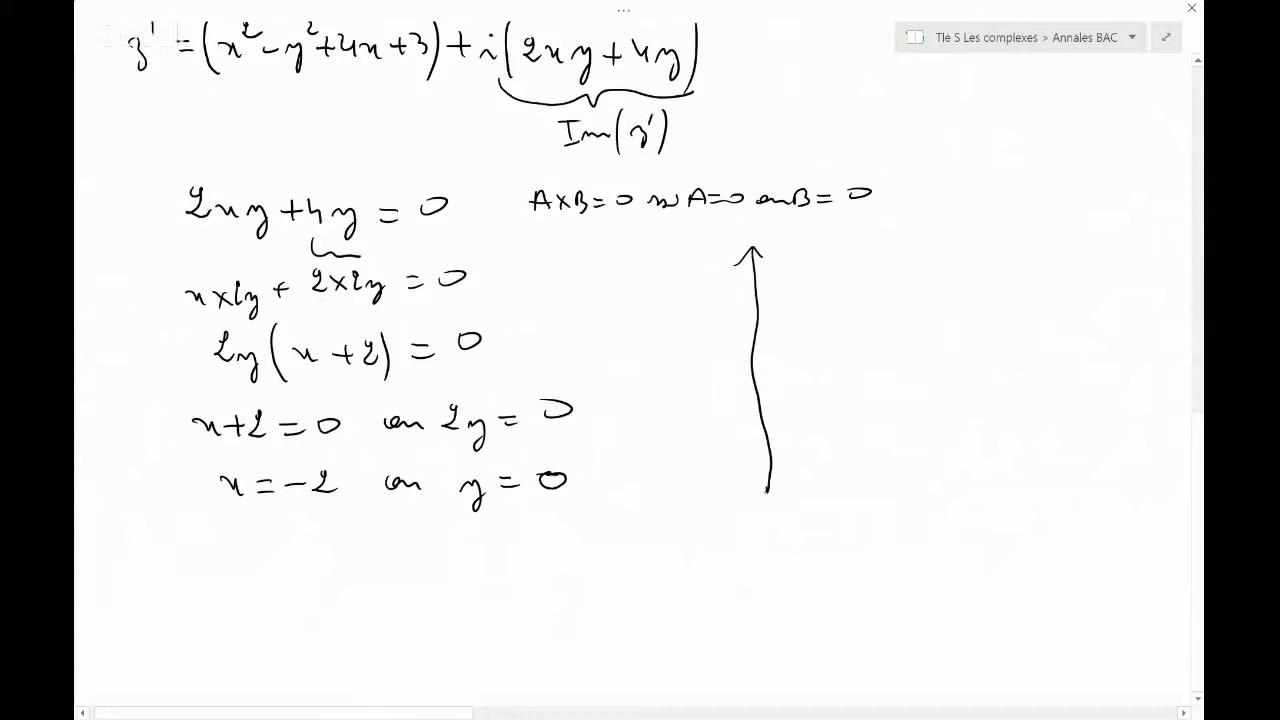 Tle S Les complexes > Annales BAC
z' = (x² - y² + 4x + 3) + i(2xy + 4y)
Im(z')
2xy + 4y = 0
A×B = 0 A=0 ou B = 0
x×2y + 2×2y = 0
2y(x + 2) = 0
x+2 = 0 ou 2y = 0
x = -2 ou y = 0